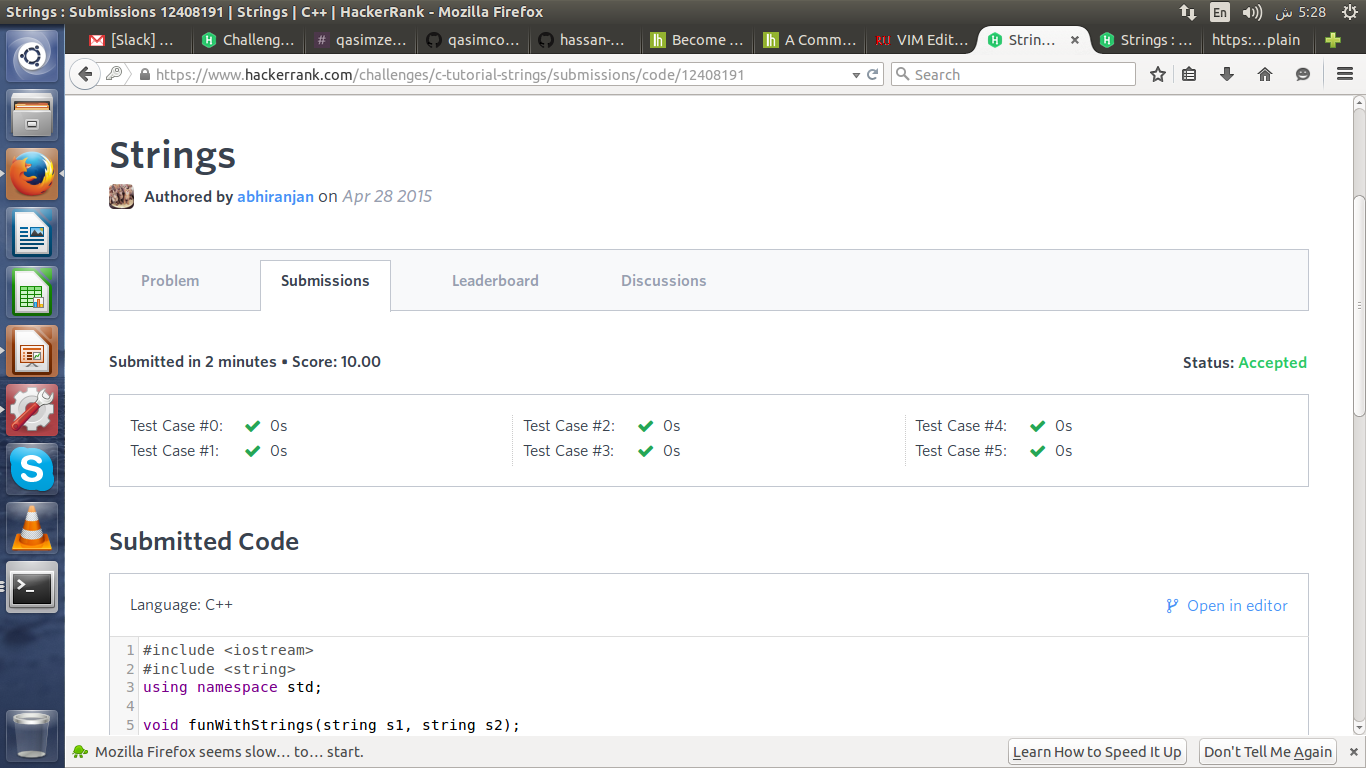 Strings : Submissions 12408191 | Strings | C++ | HackerRank - Mozilla Firefox
En
5:28 ش
[Slack] ...
Challeng...
# qasimze...
qasimco...
hassan-...
Become ...
A Comm...
VIM Edit...
Strin...
Strings : ...
https:...plain
https://www.hackerrank.com/challenges/c-tutorial-strings/submissions/code/12408191
Search
Strings
Authored by abhiranjan on Apr 28 2015
Problem
Submissions
Leaderboard
Discussions
Submitted in 2 minutes • Score: 10.00
Status: Accepted
Test Case #0: 0s
Test Case #1: 0s
Test Case #2: 0s
Test Case #3: 0s
Test Case #4: 0s
Test Case #5: 0s
Submitted Code
Language: C++
Open in editor
1 #include <iostream>
2 #include <string>
3 using namespace std;
4
5 void funWithStrings(string s1, string s2);
Mozilla Firefox seems slow... to... start.
Learn How to Speed It Up
Don't Tell Me Again